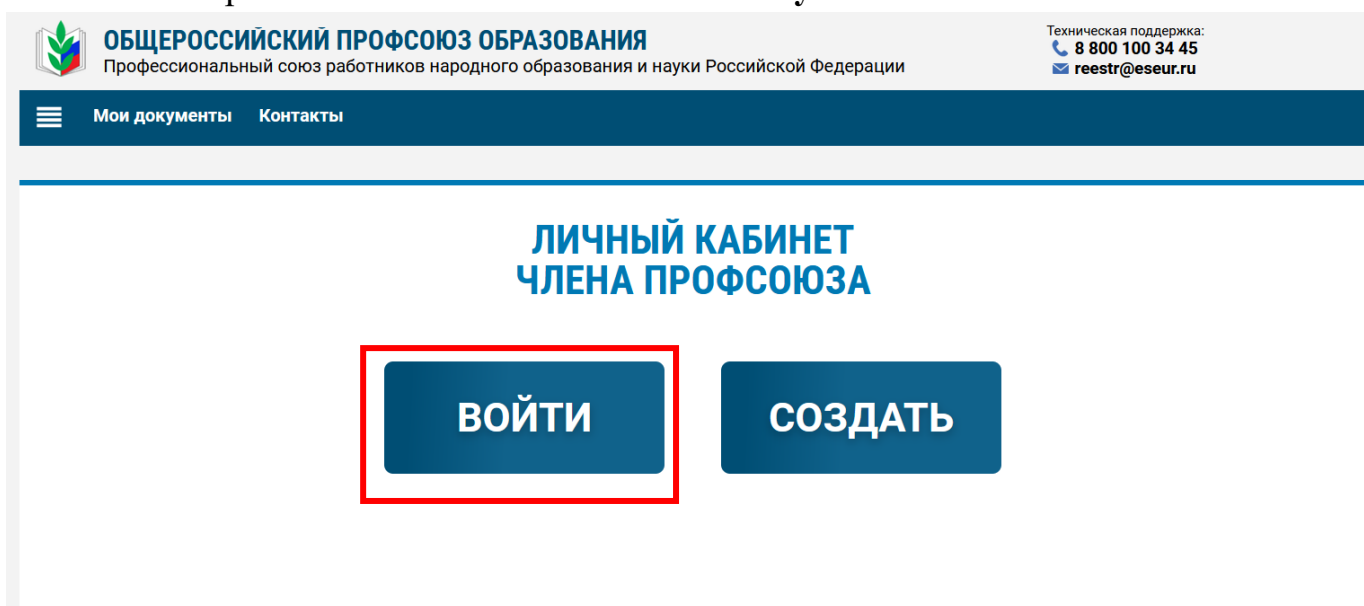 ОБЩЕРОССИЙСКИЙ ПРОФСОЮЗ ОБРАЗОВАНИЯ
Профессиональный союз работников народного образования и науки Российской Федерации
Техническая поддержка:
8 800 100 34 45
reestr@eseur.ru
Мои документы Контакты
ЛИЧНЫЙ КАБИНЕТ
ЧЛЕНА ПРОФСОЮЗА
ВОЙТИ
СОЗДАТЬ